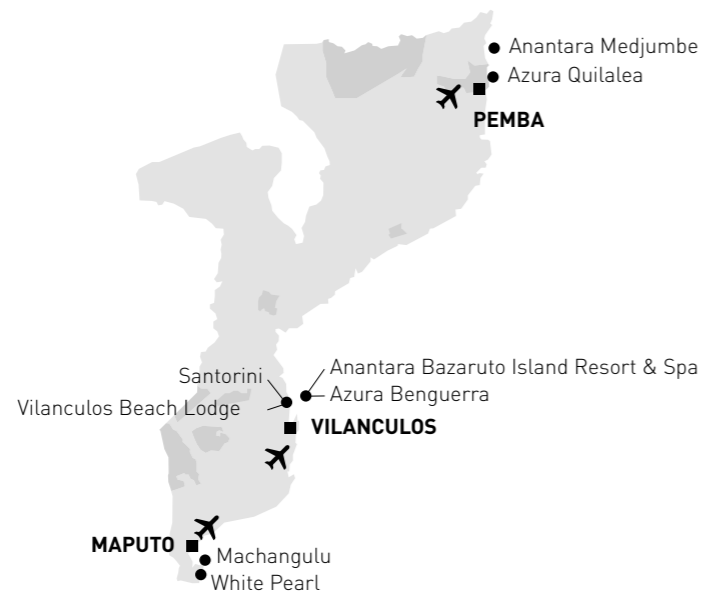 Anantara Medjumbe
Azura Quilalea
PEMBA
Anantara Bazaruto Island Resort & Spa
Santorini
Azura Benguerra
Vilanculos Beach Lodge
VILANCULOS
MAPUTO
Machangulu
White Pearl